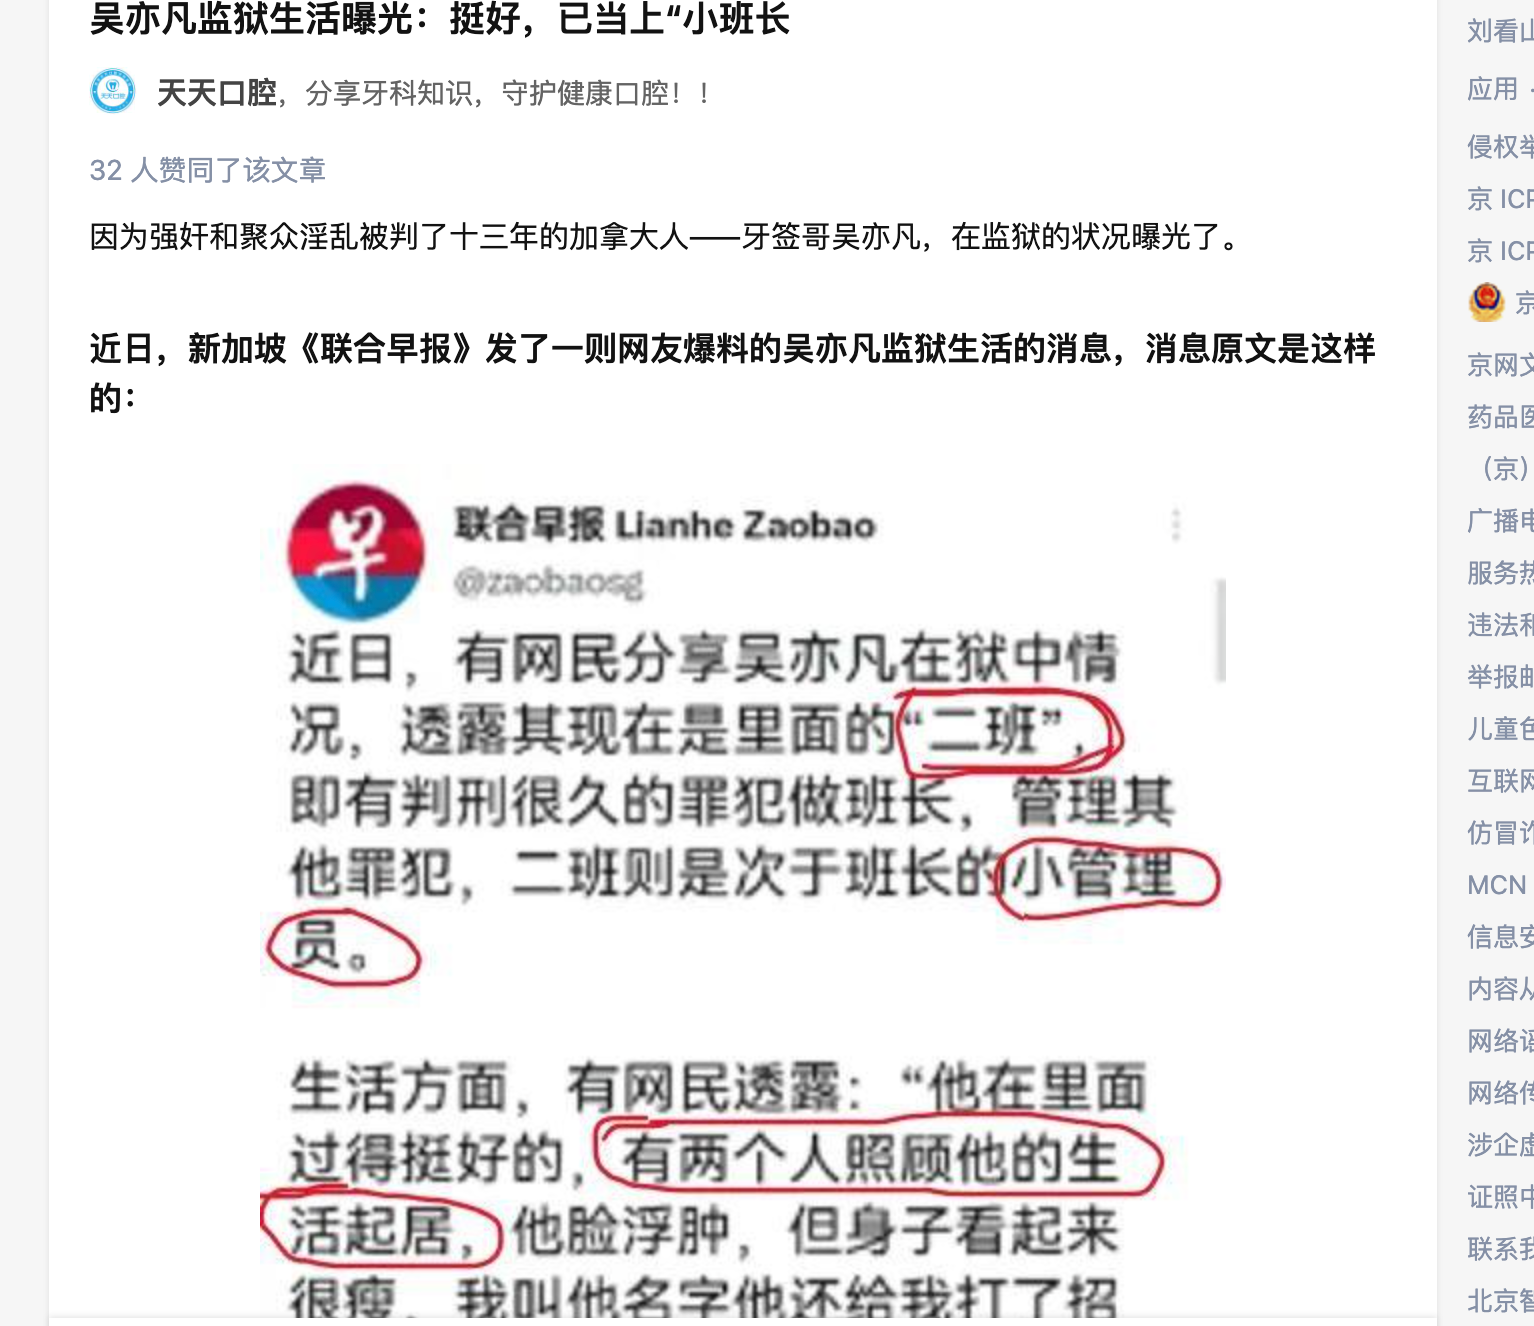 吴亦凡监狱生活曝光：挺好，已当上“小班长
天天口腔，分享牙科知识，守护健康口腔！！
32 人赞同了该文章
因为强奸和聚众淫乱被判了十三年的加拿大人——牙签哥吴亦凡，在监狱的状况曝光了。
近日，新加坡《联合早报》发了一则网友爆料的吴亦凡监狱生活的消息，消息原文是这样
的：
早
联合早报 Lianhe Zaobao
@zaobaosg
近日，有网民分享吴亦凡在狱中情
况，透露其现在是里面的“二班”，
即有判刑很久的罪犯做班长，管理其
他罪犯，二班则是次于班长的小管理
员。
生活方面，有网民透露：“他在里面
过得挺好的，有两个人照顾他的生
活起居，他脸浮肿，但身子看起来
很瘦，我叫他名字他还给我打了招
刘看山
应用 ·
侵权举
京 ICP
京 ICP
京
京网文
药品医
（京）
广播电
服务热
违法和
举报邮
儿童色
互联网
仿冒诈
MCN
信息安
内容从
网络谣
网络传
涉企虚
证照中
联系我
北京智